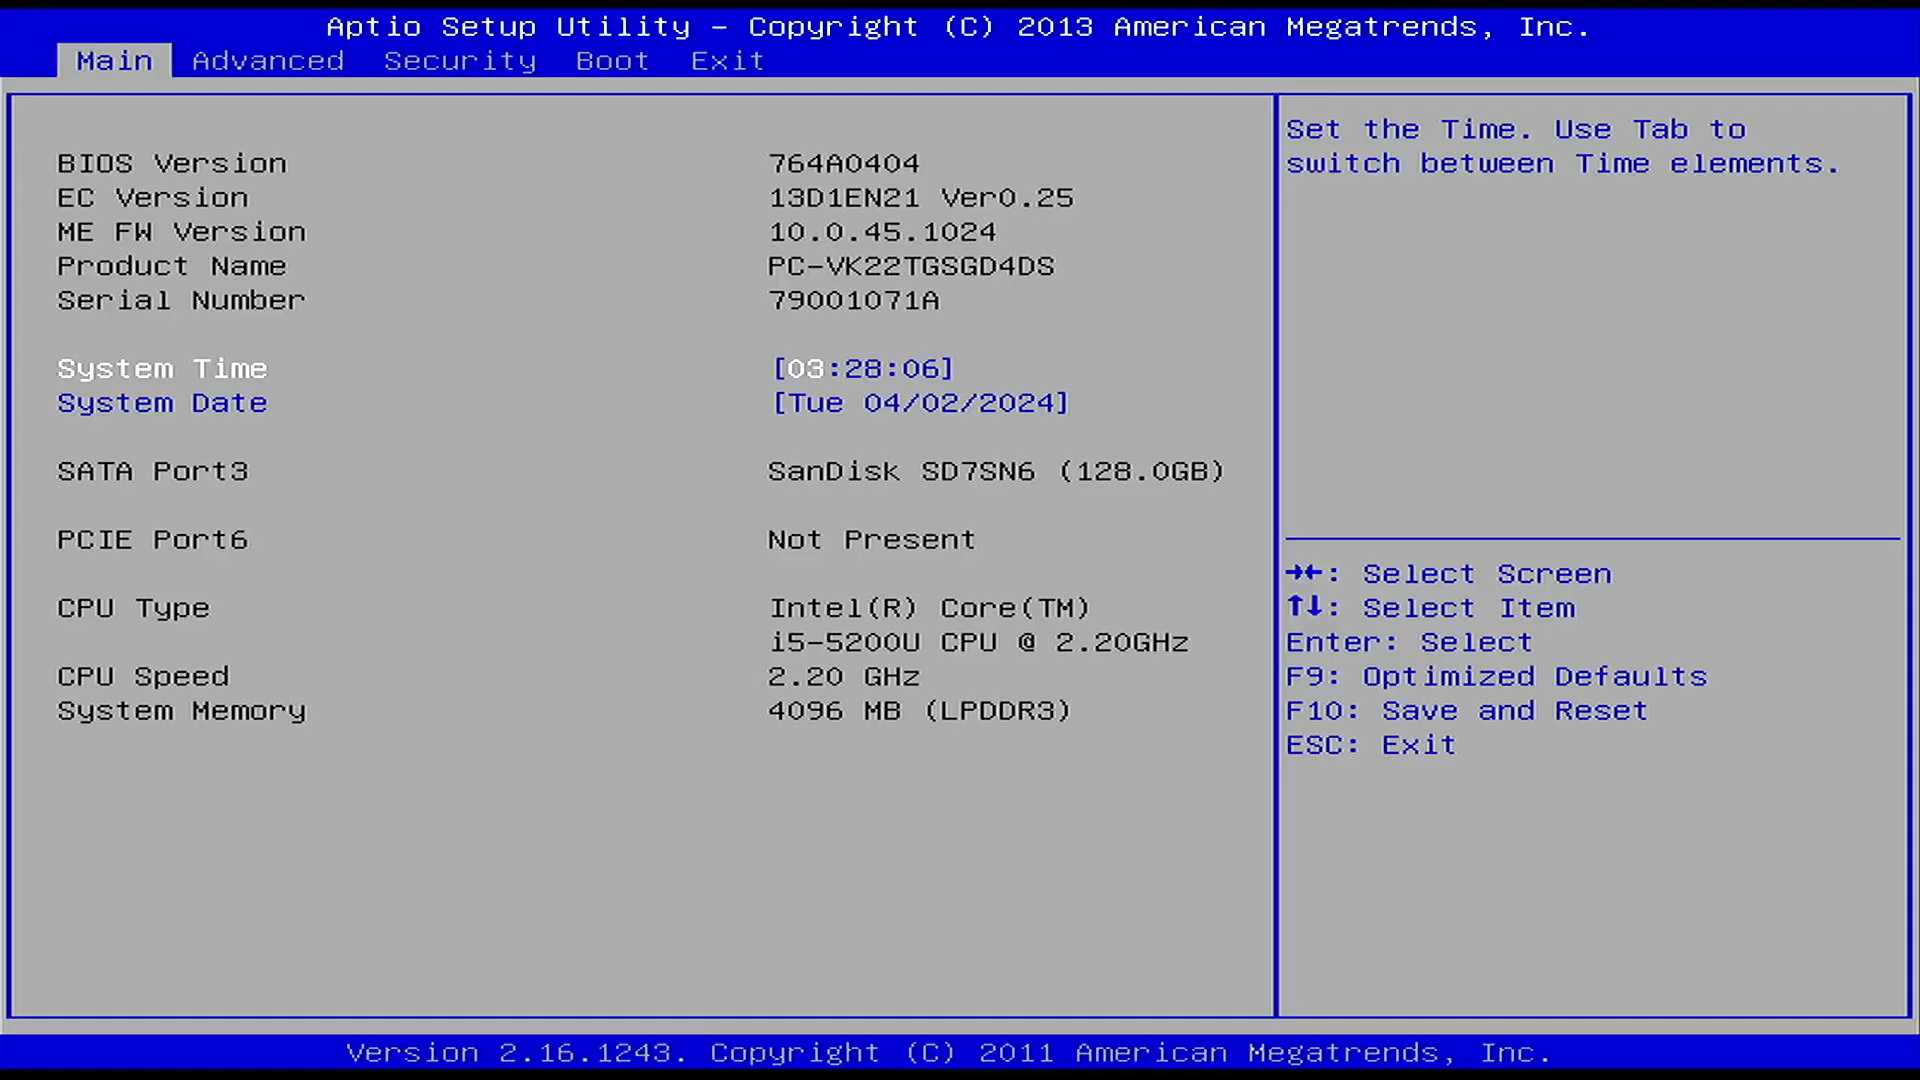 Aptio Setup Utility - Copyright (C) 2013 American Megatrends, Inc.
Main Advanced Security Boot Exit
BIOS Version 764A0404
EC Version 13D1EN21 Ver0.25
ME FW Version 10.0.45.1024
Product Name PC-VK22TGSGD4DS
Serial Number 79001071A
System Time [03:28:06]
System Date [Tue 04/02/2024]
SATA Port3 SanDisk SD7SN6 (128.0GB)
PCIE Port6 Not Present
CPU Type Intel(R) Core(TM)
i5-5200U CPU @ 2.20GHz
CPU Speed 2.20 GHz
System Memory 4096 MB (LPDDR3)
Set the Time. Use Tab to
switch between Time elements.
→←: Select Screen
↑↓: Select Item
Enter: Select
F9: Optimized Defaults
F10: Save and Reset
ESC: Exit
Version 2.16.1243. Copyright (C) 2011 American Megatrends, Inc.